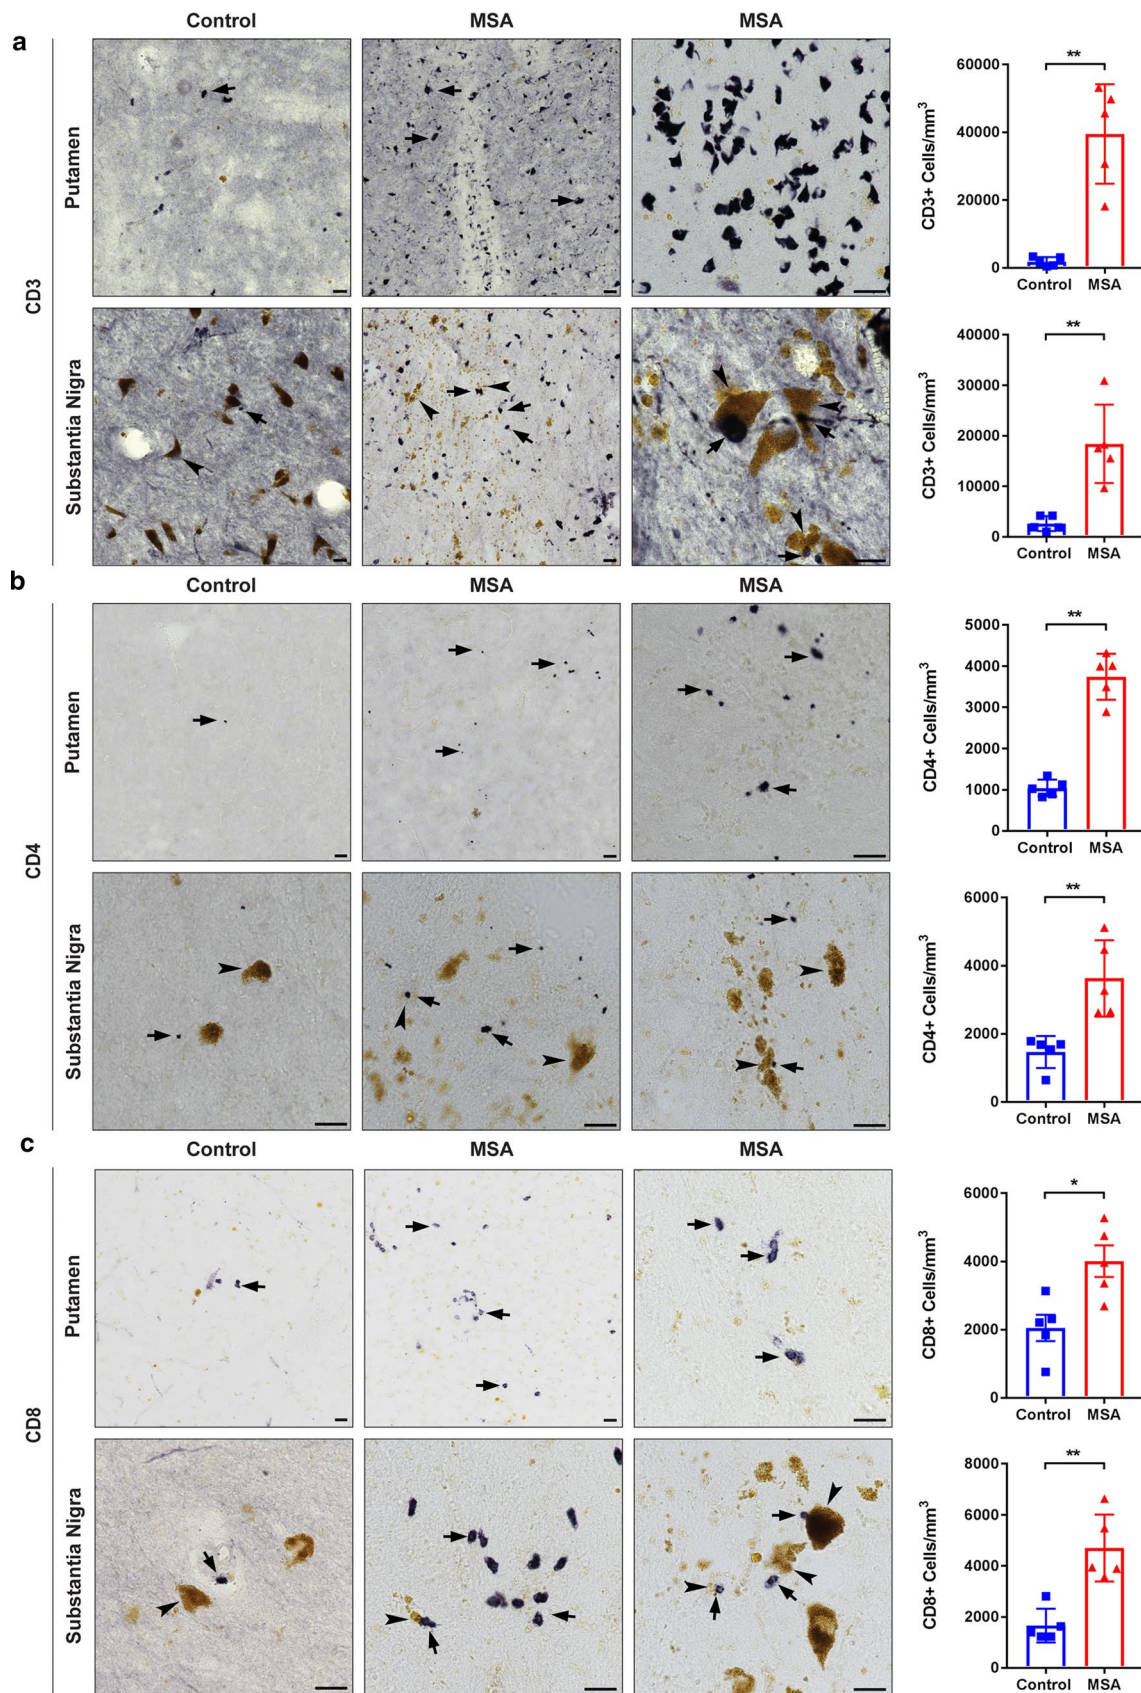 Control MSA MSA
a
CD3
Putamen
CD3+ Cells/mm³
60000
40000
20000
0
**
Control MSA
Substantia Nigra
CD3+ Cells/mm³
40000
30000
20000
10000
0
**
Control MSA
b
Control MSA MSA
CD4
Putamen
CD4+ Cells/mm³
5000
4000
3000
2000
1000
0
**
Control MSA
Substantia Nigra
CD4+ Cells/mm³
6000
4000
2000
0
**
Control MSA
c
Control MSA MSA
CD8
Putamen
CD8+ Cells/mm³
6000
4000
2000
0
*
Control MSA
Substantia Nigra
CD8+ Cells/mm³
8000
6000
4000
2000
0
**
Control MSA